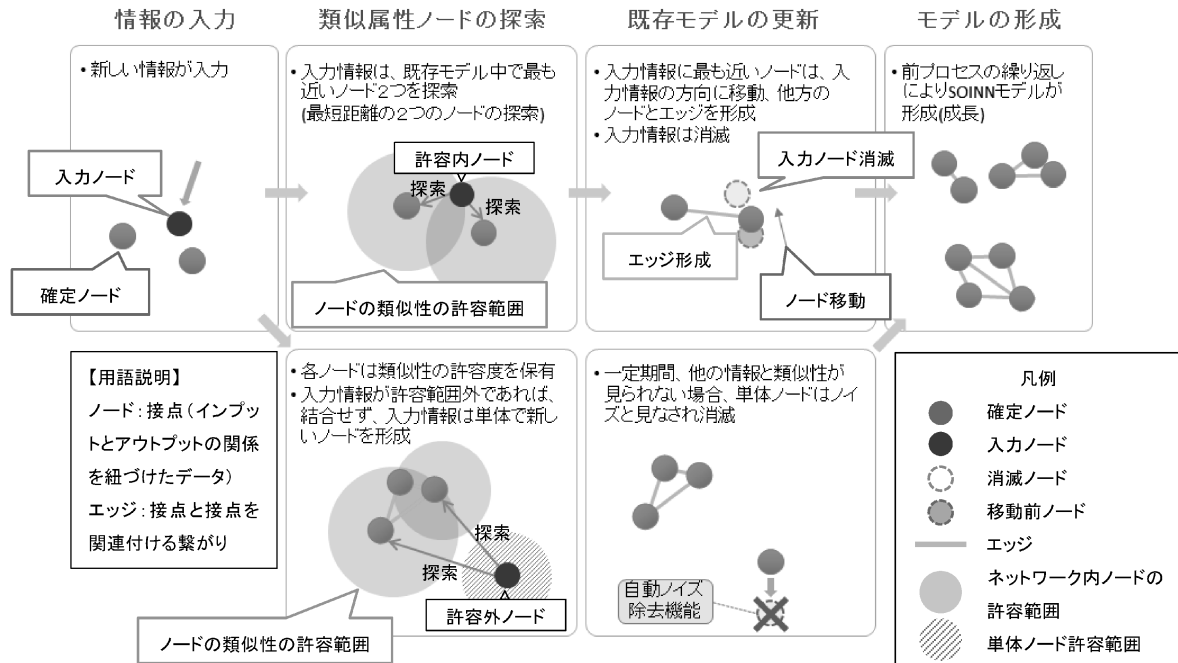 情報の入力
類似属性ノードの探索
既存モデルの更新
モデルの形成
・新しい情報が入力
入力ノード
確定ノード
・入力情報は、既存モデル中で最も
近いノード2つを探索
(最短距離の2つのノードの探索)
許容内ノード
探索
探索
ノードの類似性の許容範囲
・入力情報に最も近いノードは、入
力情報の方向に移動、他方の
ノードとエッジを形成
・入力情報は消滅
入力ノード消滅
エッジ形成
ノード移動
・前プロセスの繰り返し
によりSOINNモデルが
形成(成長)
【用語説明】
ノード:接点(インプッ
トとアウトプットの関係
を紐づけたデータ)
エッジ:接点と接点を
関連付ける繋がり
・各ノードは類似性の許容度を保有
・入力情報が許容範囲外であれば、
結合せず、入力情報は単体で新し
いノードを形成
探索
探索
許容外ノード
ノードの類似性の許容範囲
・一定期間、他の情報と類似性が
見られない場合、単体ノードはノイ
ズと見なされ消滅
自動ノイズ
除去機能
凡例
確定ノード
入力ノード
消滅ノード
移動前ノード
エッジ
ネットワーク内ノードの
許容範囲
単体ノード許容範囲